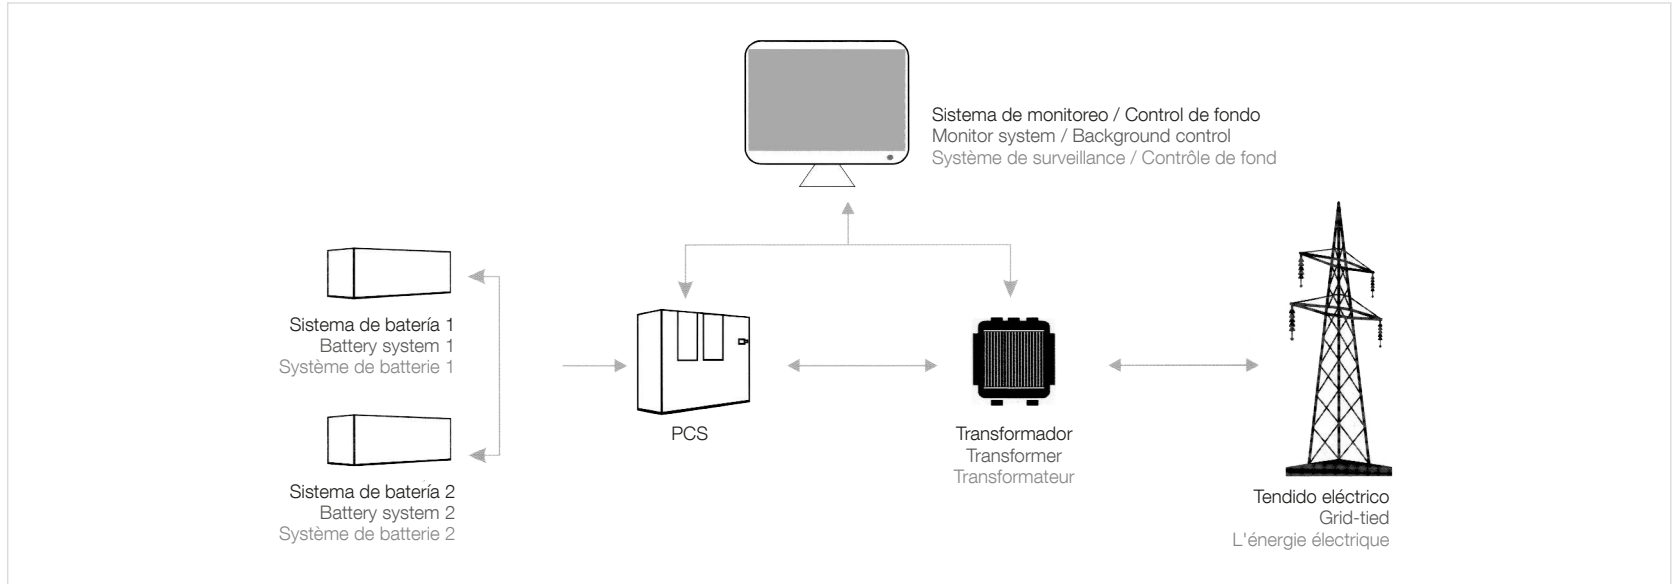 Sistema de monitoreo / Control de fondo
Monitor system / Background control
Système de surveillance / Contrôle de fond
Sistema de batería 1
Battery system 1
Système de batterie 1
PCS
Transformador
Transformer
Transformateur
Sistema de batería 2
Battery system 2
Système de batterie 2
Tendido eléctrico
Grid-tied
L'énergie électrique